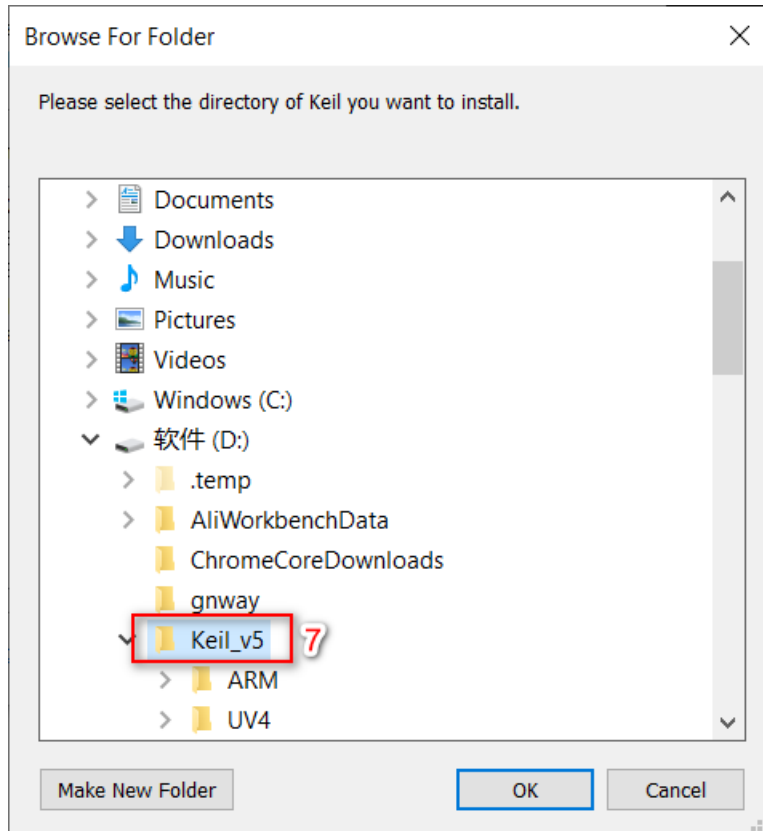 Browse For Folder
Please select the directory of Keil you want to install.
Documents
Downloads
Music
Pictures
Videos
Windows (C:)
软件 (D:)
.temp
AliWorkbenchData
ChromeCoreDownloads
gnway
Keil_v5 7
ARM
UV4
Make New Folder OK Cancel